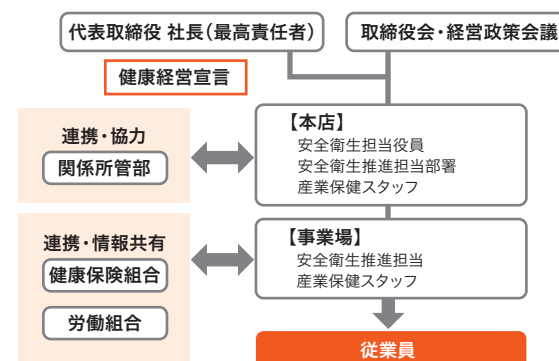 代表取締役 社長（最高責任者）
取締役会・経営政策会議
健康経営宣言
連携・協力
関係所管部
【本店】
安全衛生担当役員
安全衛生推進担当部署
産業保健スタッフ
連携・情報共有
健康保険組合
労働組合
【事業場】
安全衛生推進担当
産業保健スタッフ
従業員